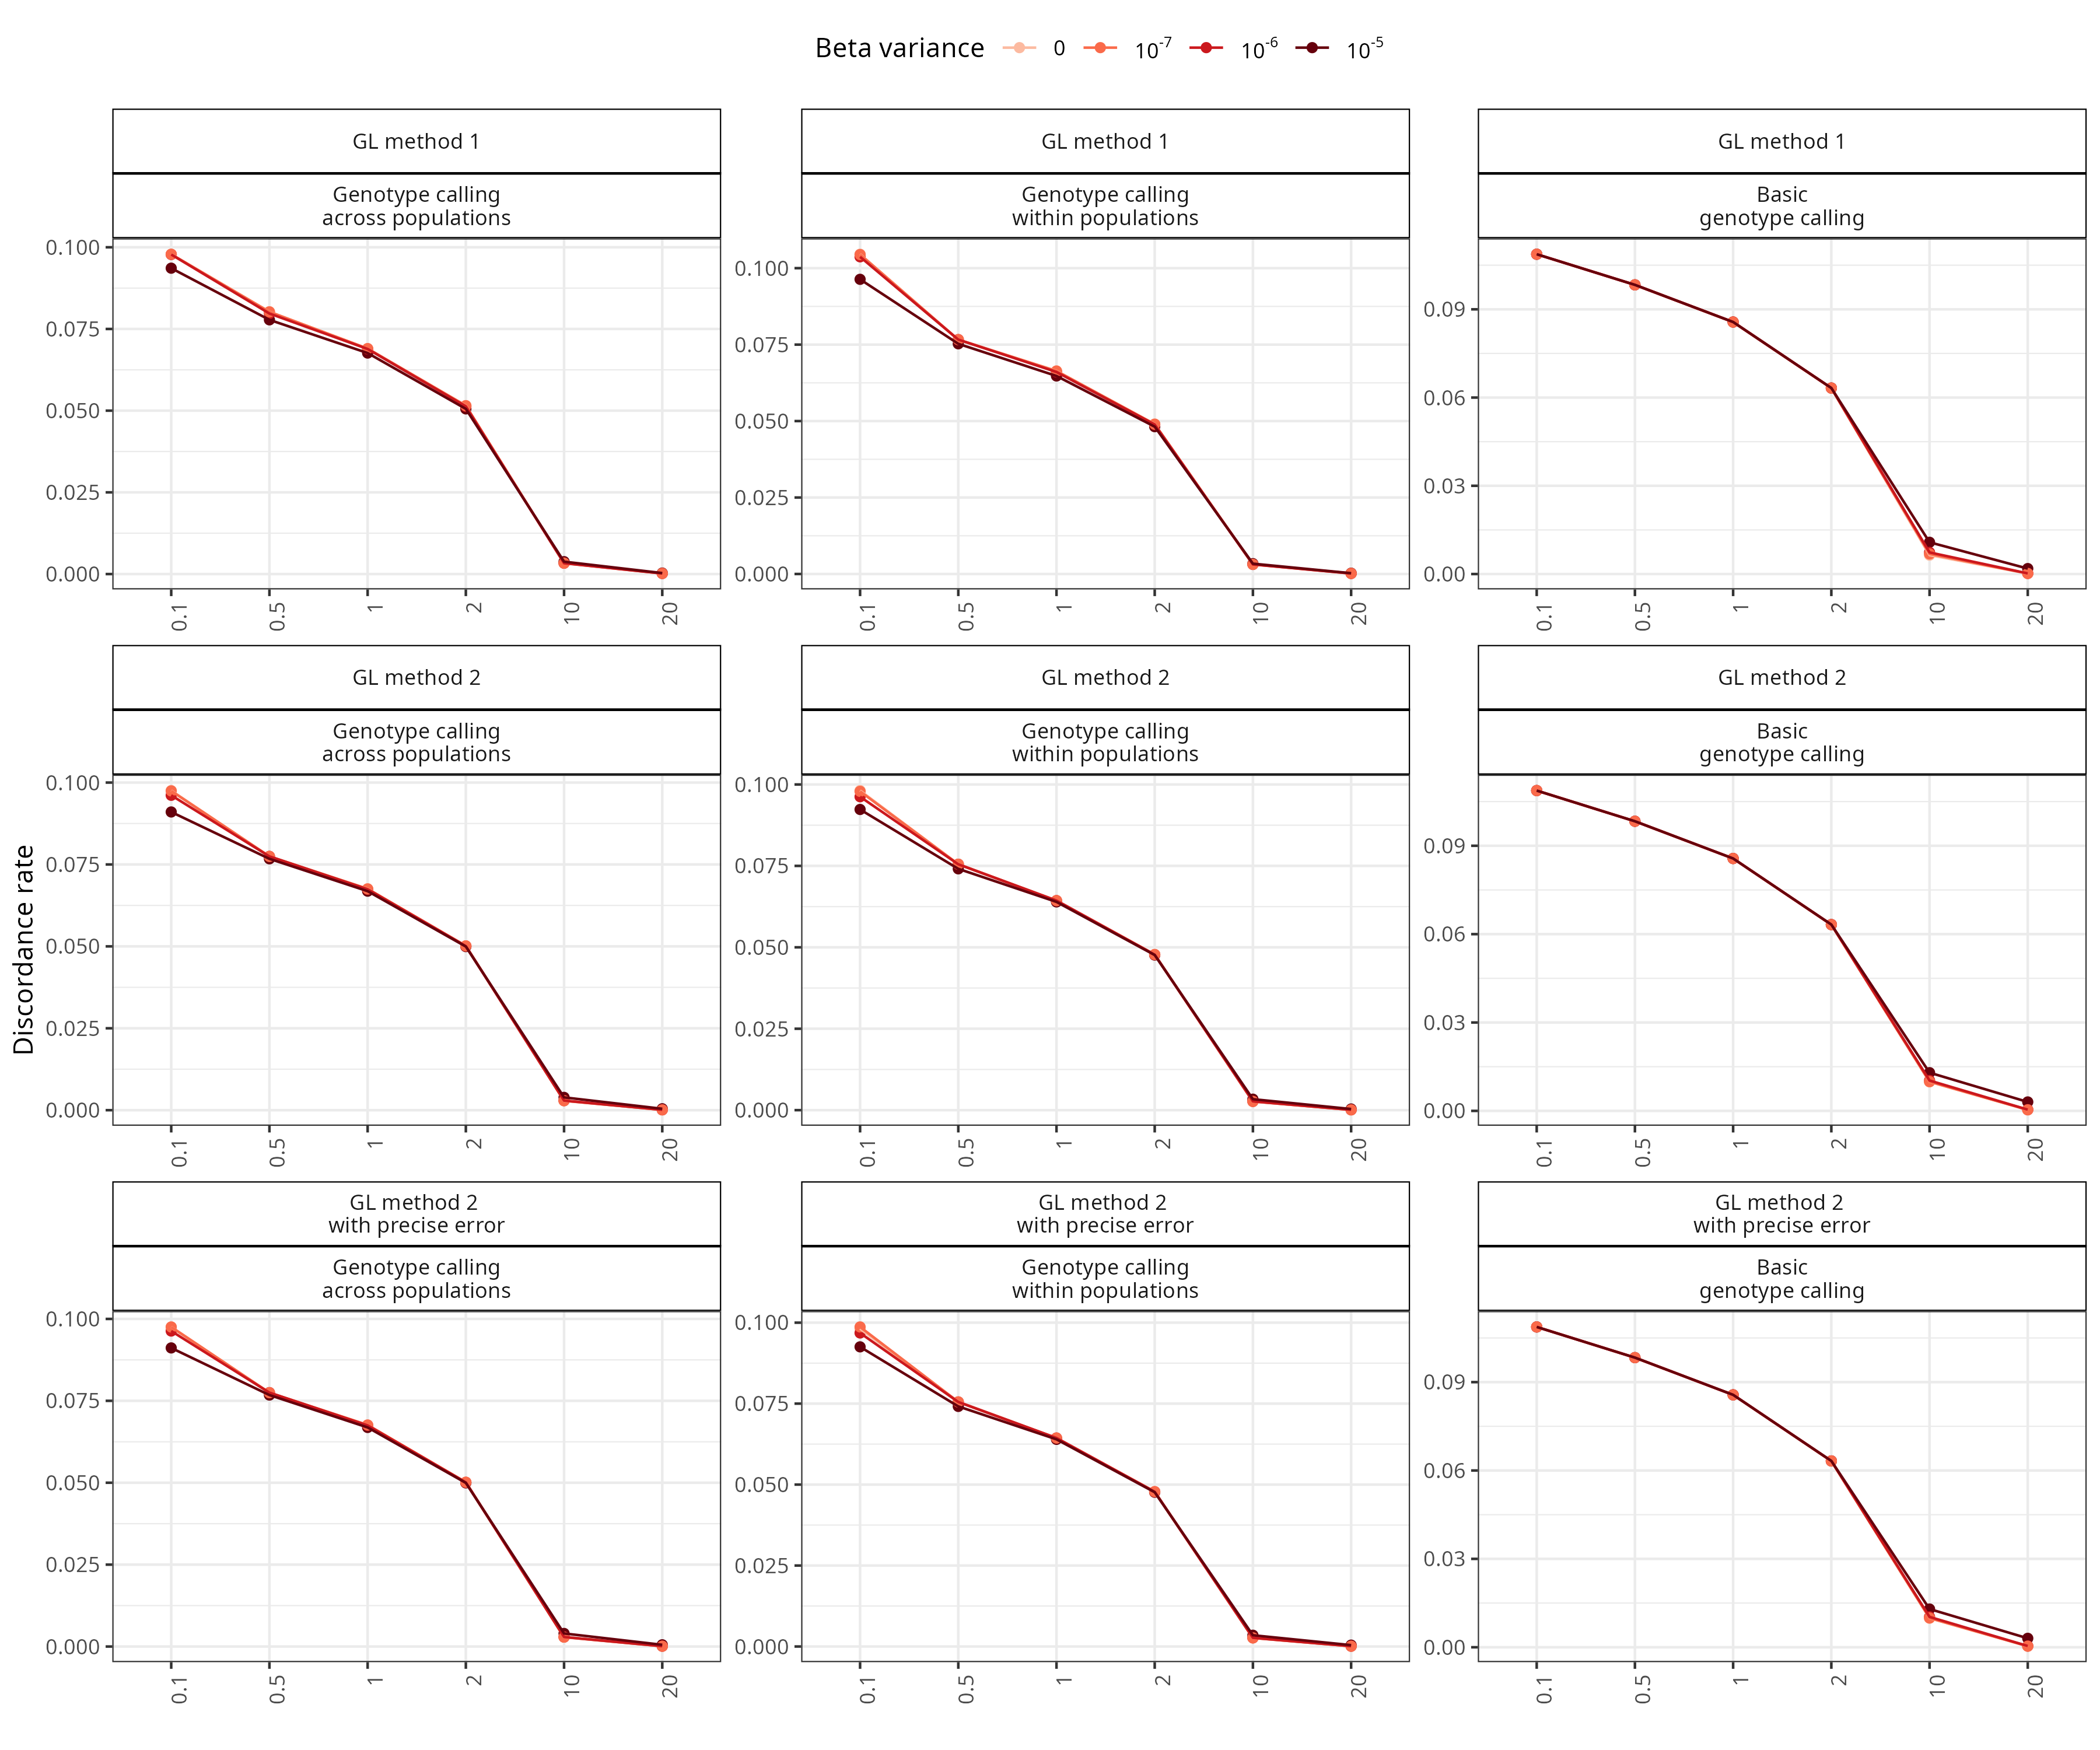 Beta variance 0 10-7 10-6 10-5
GL method 1
Genotype calling
across populations
0.100
0.075
0.050
0.025
0.000
0.1 0.5 1 2 10 20
GL method 1
Genotype calling
within populations
0.100
0.075
0.050
0.025
0.000
0.1 0.5 1 2 10 20
GL method 1
Basic
genotype calling
0.09
0.06
0.03
0.00
0.1 0.5 1 2 10 20
Discordance rate
GL method 2
Genotype calling
across populations
0.100
0.075
0.050
0.025
0.000
0.1 0.5 1 2 10 20
GL method 2
Genotype calling
within populations
0.100
0.075
0.050
0.025
0.000
0.1 0.5 1 2 10 20
GL method 2
Basic
genotype calling
0.09
0.06
0.03
0.00
0.1 0.5 1 2 10 20
GL method 2
with precise error
Genotype calling
across populations
0.100
0.075
0.050
0.025
0.000
0.1 0.5 1 2 10 20
GL method 2
with precise error
Genotype calling
within populations
0.100
0.075
0.050
0.025
0.000
0.1 0.5 1 2 10 20
GL method 2
with precise error
Basic
genotype calling
0.09
0.06
0.03
0.00
0.1 0.5 1 2 10 20